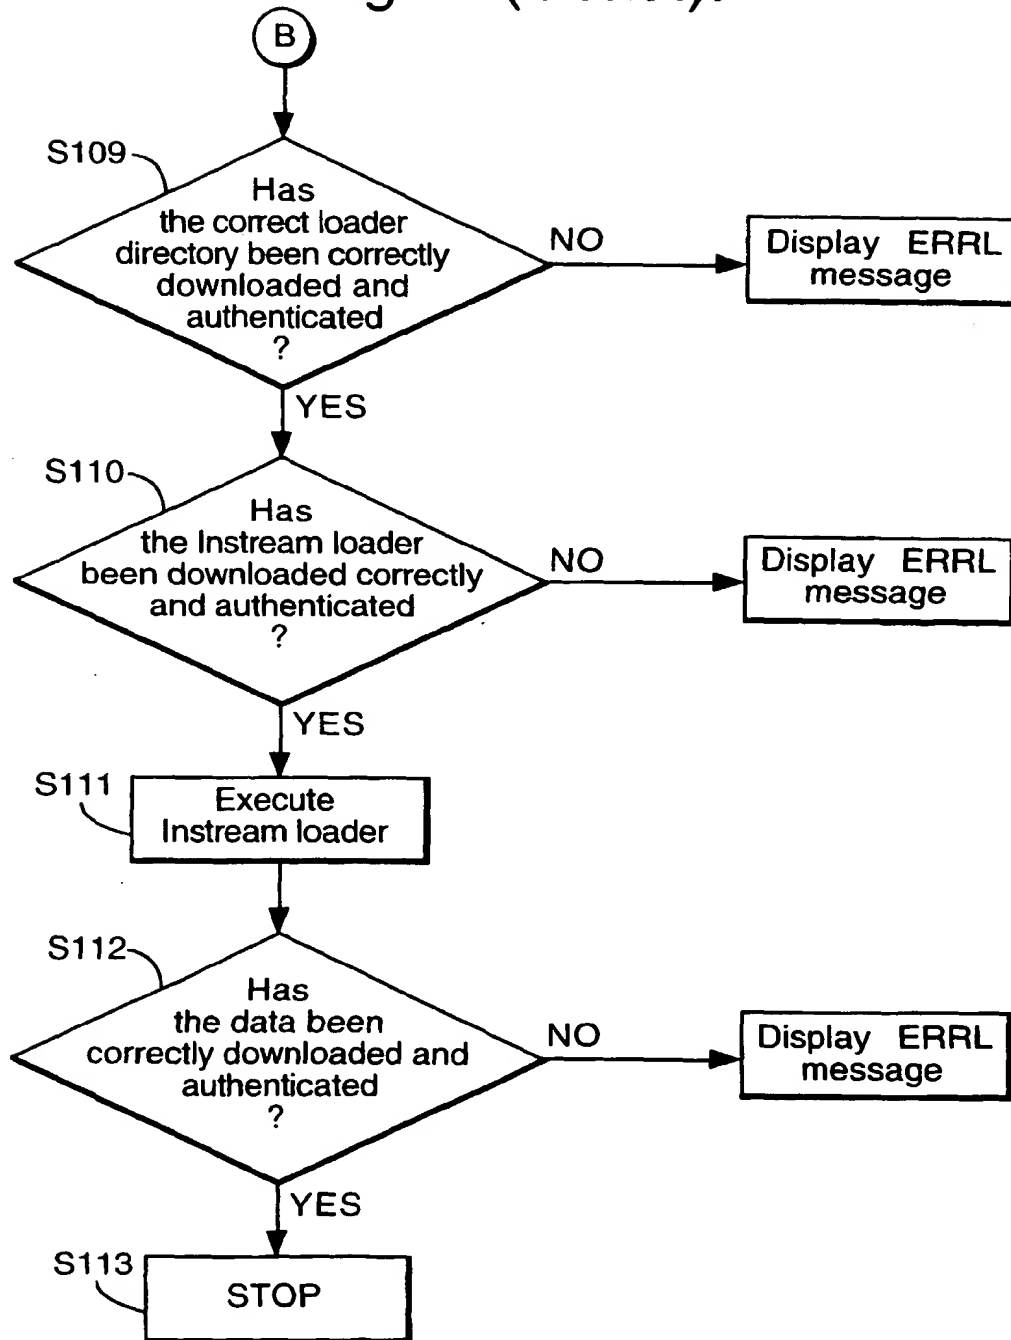 B
S109
Has
the correct loader
directory been correctly
downloaded and
authenticated
?
NO
Display ERRL
message
YES
S110
Has
the Instream loader
been downloaded correctly
and authenticated
?
NO
Display ERRL
message
YES
S111
Execute
Instream loader
S112
Has
the data been
correctly downloaded and
authenticated
?
NO
Display ERRL
message
YES
S113
STOP